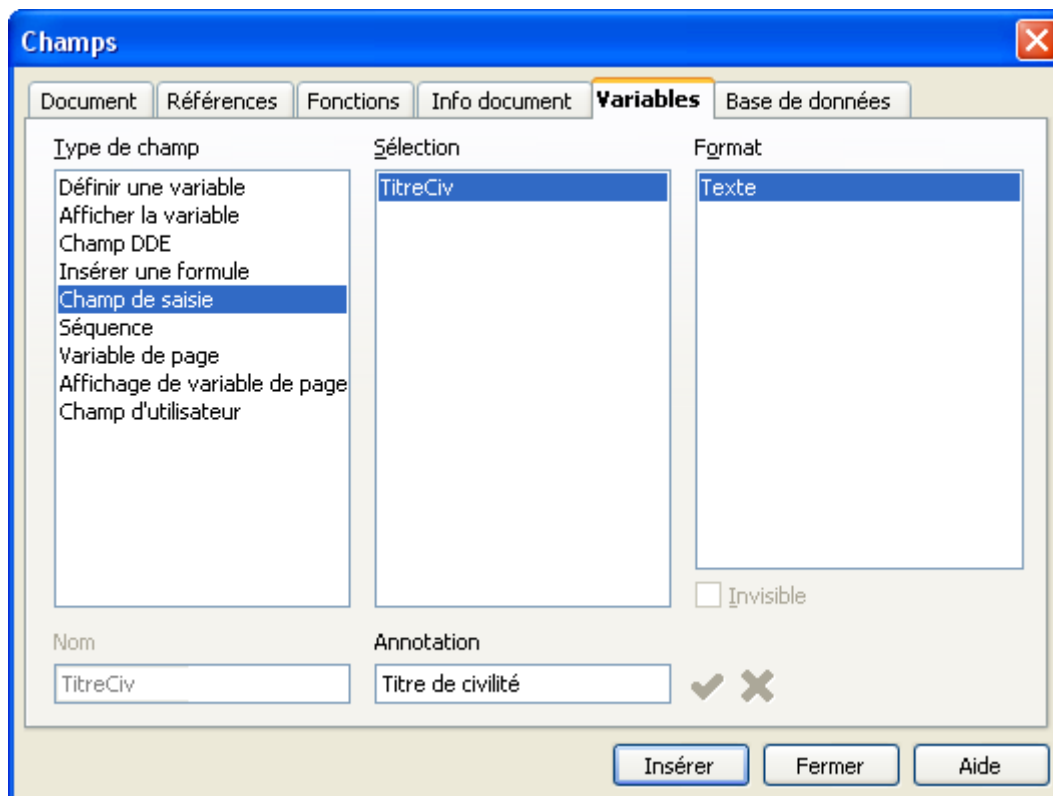 Champs
Document Références Fonctions Info document Variables Base de données
Type de champ
Définir une variable
Afficher la variable
Champ DDE
Insérer une formule
Champ de saisie
Séquence
Variable de page
Affichage de variable de page
Champ d'utilisateur
Sélection
TitreCiv
Format
Texte
Invisible
Nom
TitreCiv
Annotation
Titre de civilité
Insérer Fermer Aide